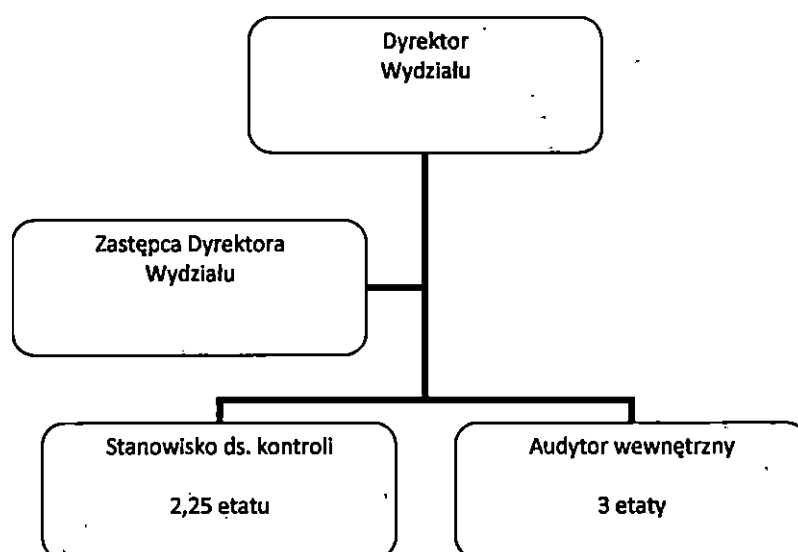 Dyrektor
Wydziału
Zastępca Dyrektora
Wydziału
Stanowisko ds. kontroli
2,25 etatu
Audytor wewnętrzny
3 etaty